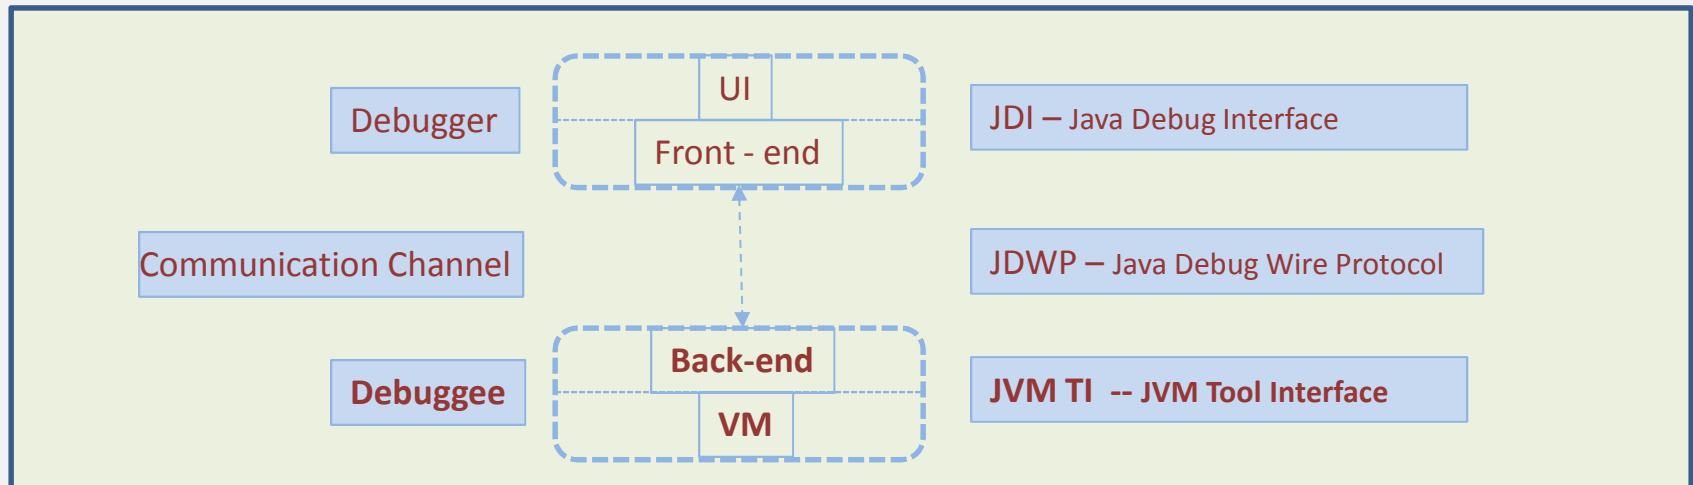 UI
Debugger
JDI – Java Debug Interface
Front - end
Communication Channel
JDWP – Java Debug Wire Protocol
Back-end
Debuggee
JVM TI -- JVM Tool Interface
VM